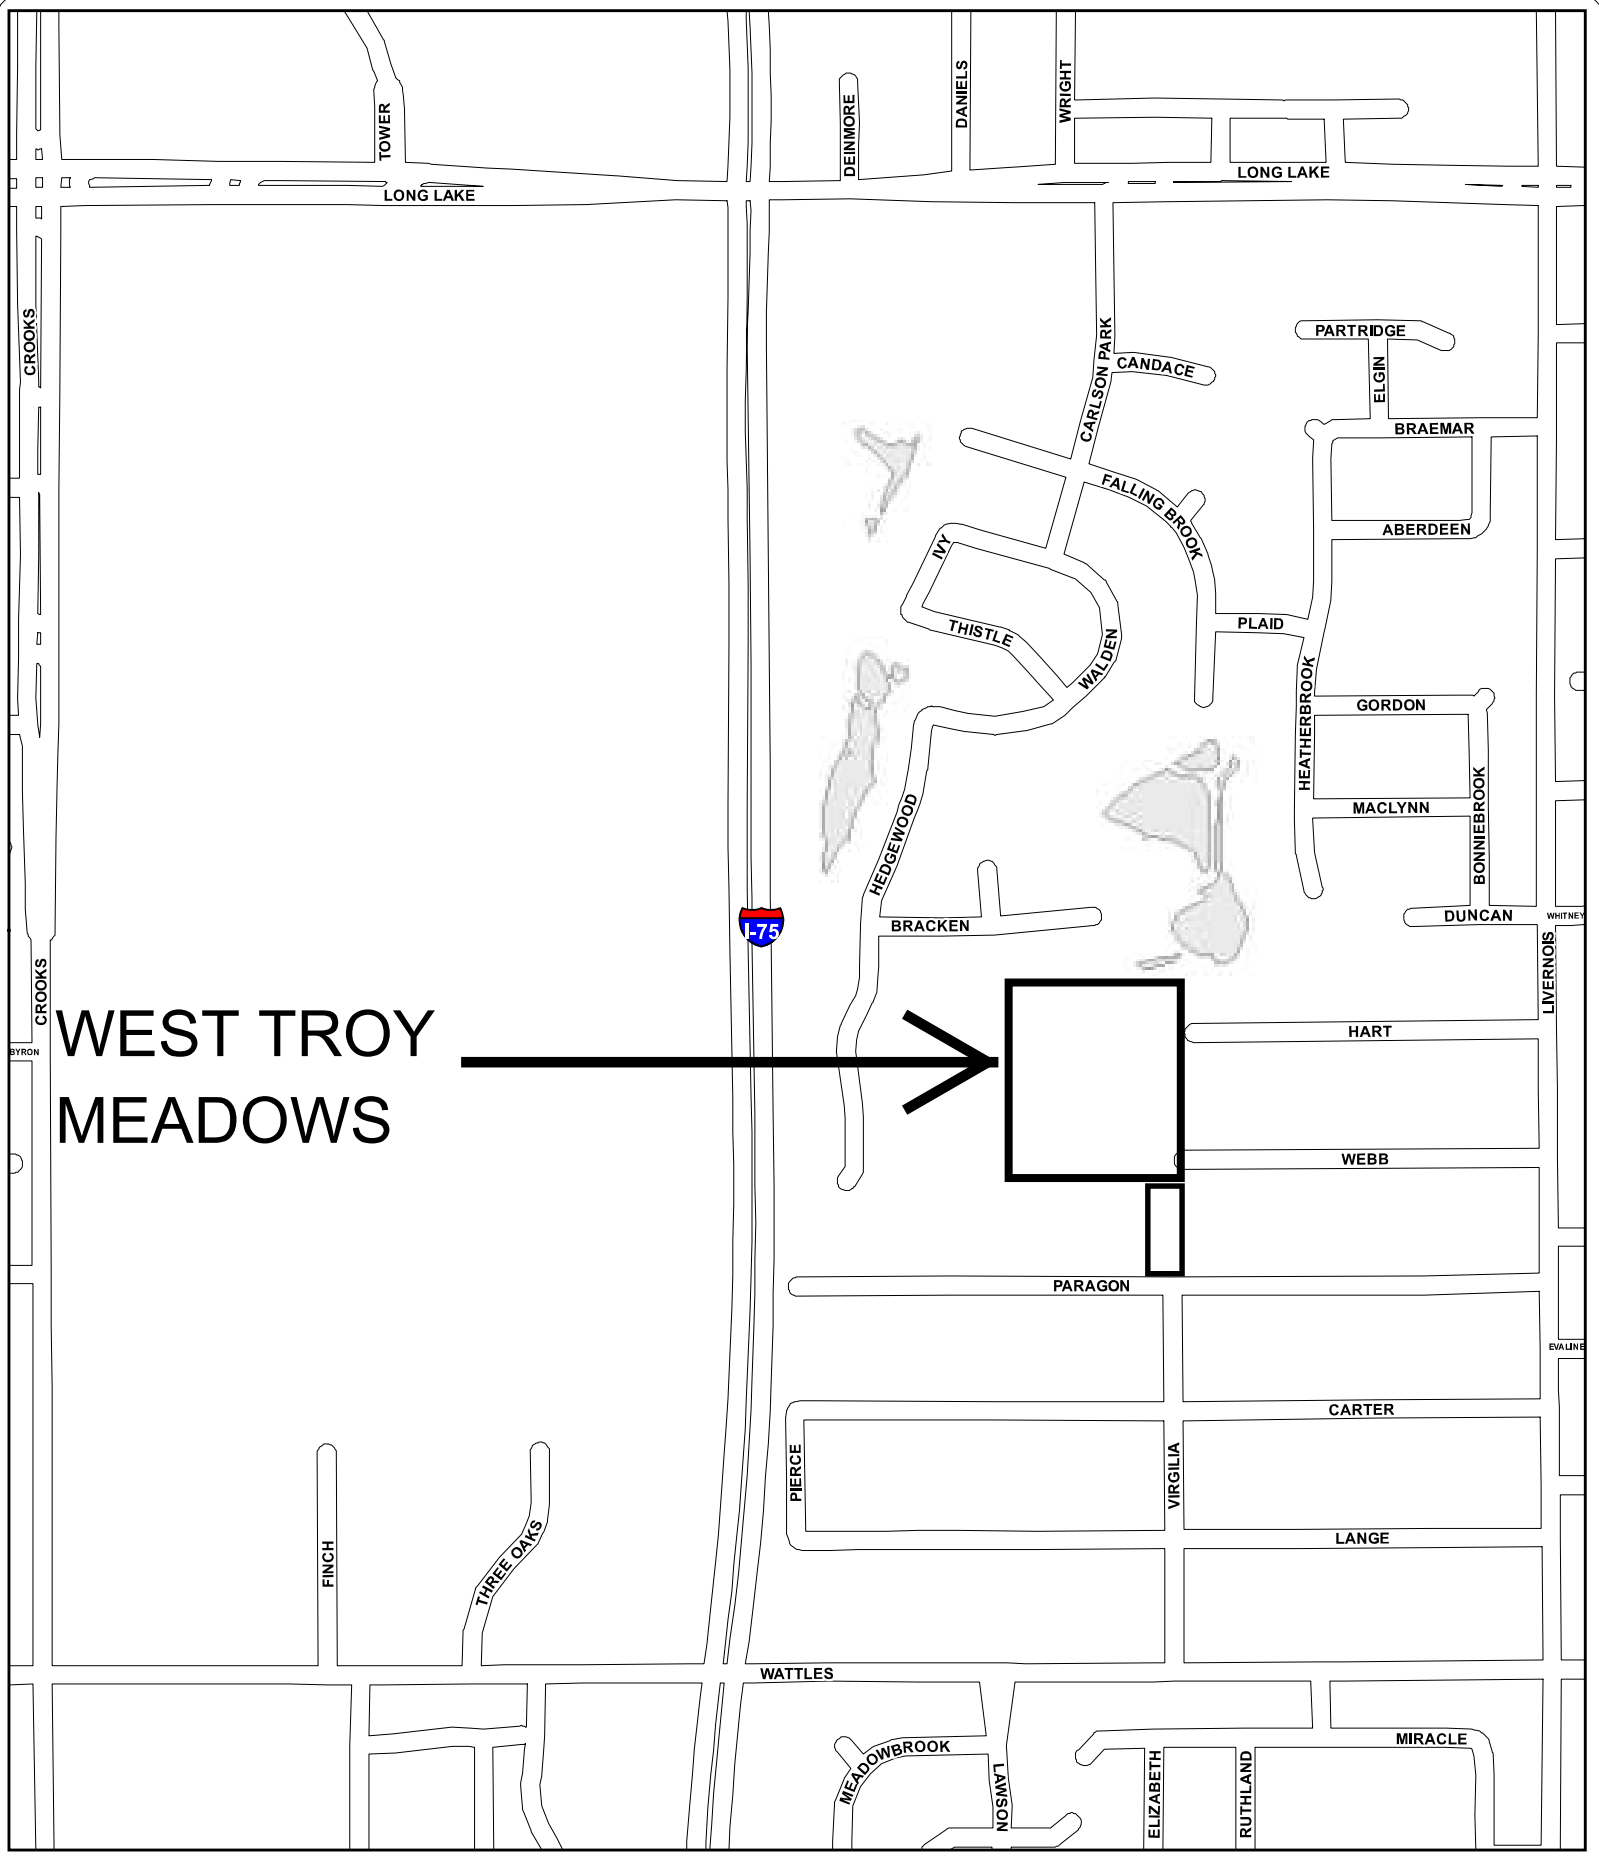 DANIELS
WRIGHT
TOWER
DEINMORE
LONG LAKE
LONG LAKE
CROOKS
CARLSON PARK
PARTRIDGE
CANDACE
ELGIN
BRAEMAR
FALLING BROOK
ABERDEEN
IVY
THISTLE
PLAID
WALDEN
HEATHERBROOK
GORDON
HEDGEWOOD
MACLYNN
BONNIEBROOK
BRACKEN
DUNCAN
WHITNEY
I-75
CROOKS
LIVERNOIS
WEST TROY
MEADOWS
HART
BYRON
WEBB
PARAGON
EVALINE
CARTER
PIERCE
VIRGILIA
LANGE
FINCH
THREE OAKS
WATTLES
MEADOWBROOK
MIRACLE
LAWSON
ELIZABETH
RUTHLAND